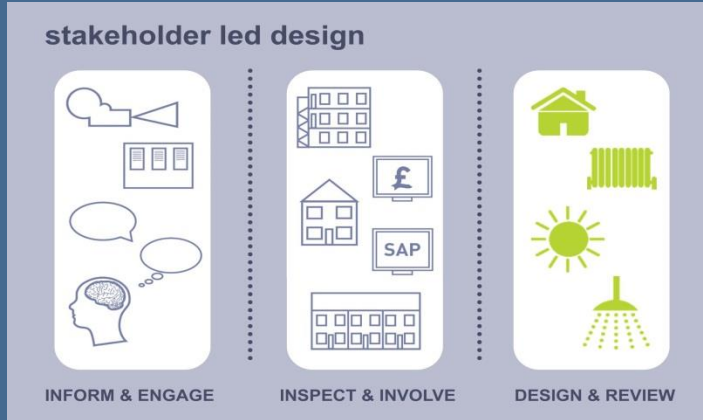 stakeholder led design
£
SAP
INFORM & ENGAGE
INSPECT & INVOLVE
DESIGN & REVIEW